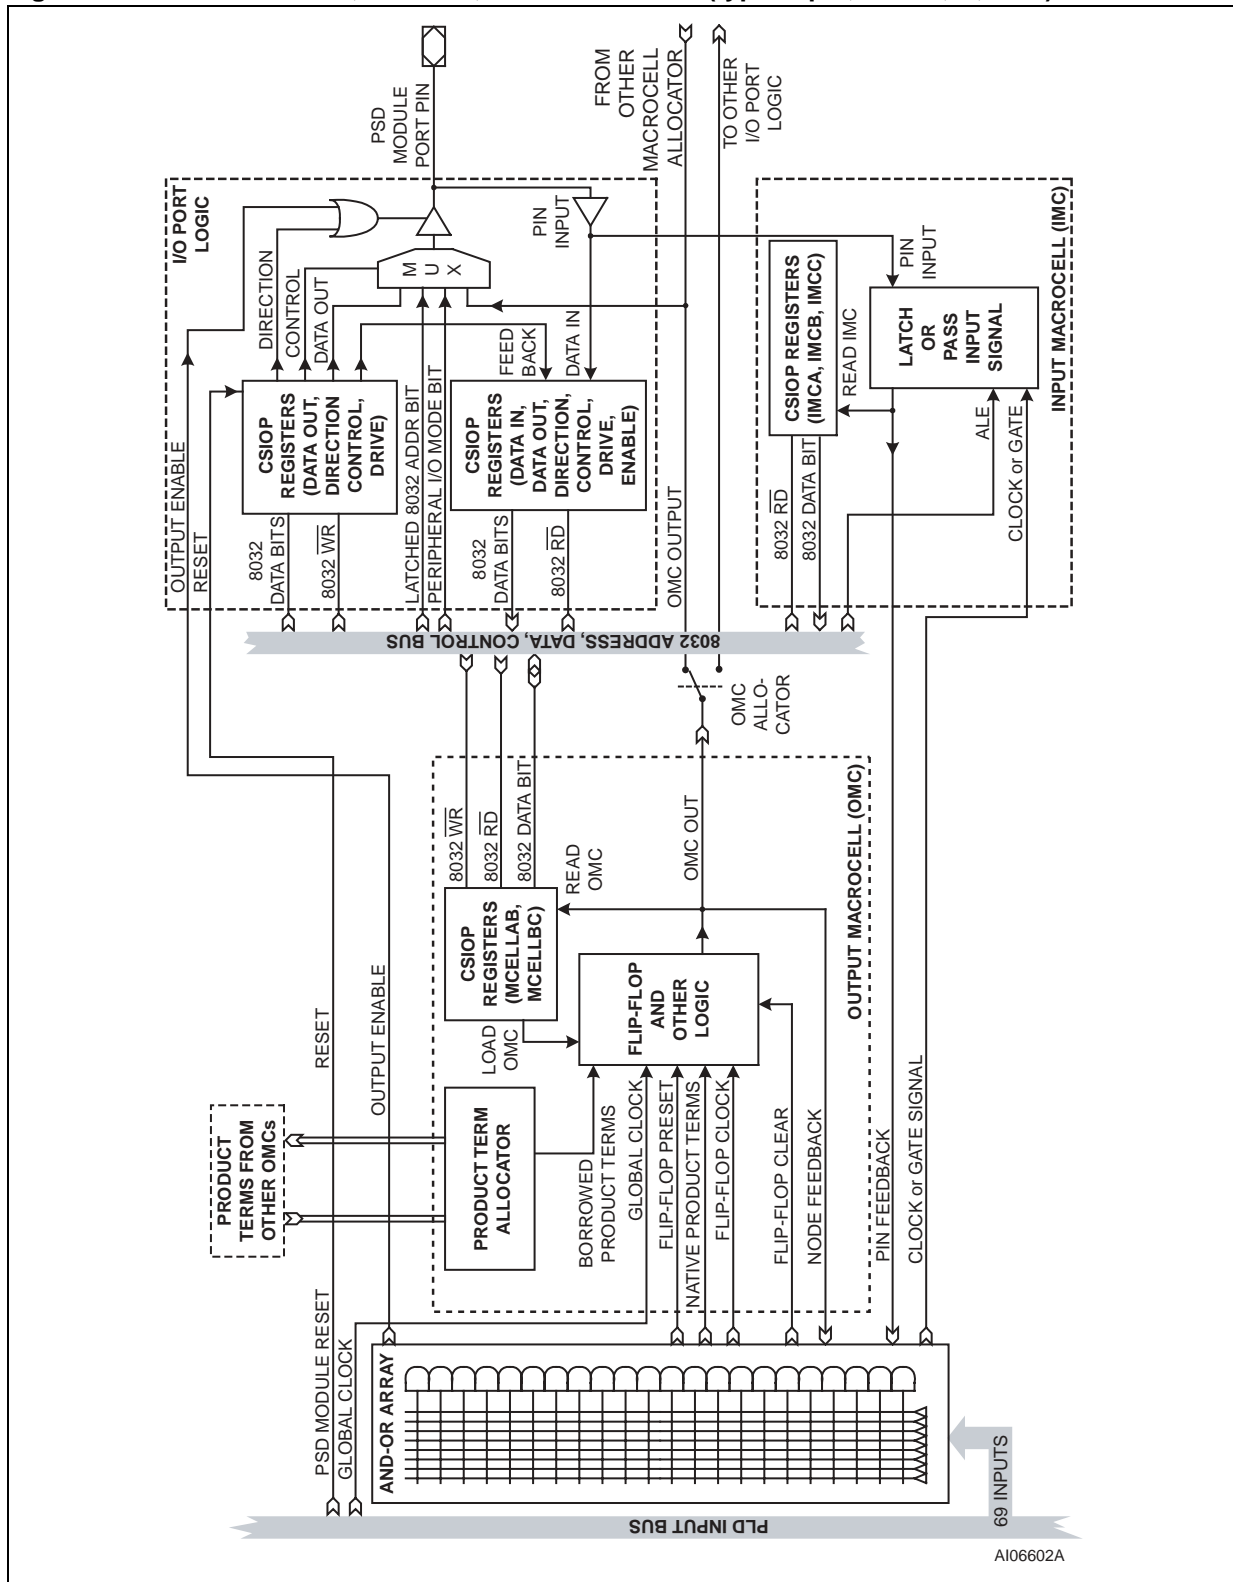 PSD
MODULE
PORT PIN
FROM
OTHER
MACROCELL
ALLOCATOR
TO OTHER
I/O PORT
LOGIC
I/O PORT
LOGIC
DIRECTION
CONTROL
DATA OUT
M
U
X
PIN
INPUT
OUTPUT ENABLE
RESET
CSIOP
REGISTERS
(DATA OUT,
DIRECTION
CONTROL,
DRIVE)
8032
DATA BITS
8032 WR
LATCHED 8032 ADDR BIT
PERIPHERAL I/O MODE BIT
FEED
BACK
DATA IN
CSIOP
REGISTERS
(DATA IN,
DATA OUT,
DIRECTION,
CONTROL,
DRIVE,
ENABLE)
8032
DATA BITS
8032 RD
OMC OUTPUT
INPUT MACROCELL (IMC)
CSIOP REGISTERS
(IMCA, IMCB, IMCC)
READ IMC
PIN
INPUT
LATCH
OR
PASS
INPUT
SIGNAL
8032 RD
8032 DATA BIT
ALE
CLOCK or GATE
8032 ADDRESS, DATA, CONTROL BUS
OMC
ALLO-
CATOR
OUTPUT MACROCELL (OMC)
8032 WR
8032 RD
8032 DATA BIT
CSIOP
REGISTERS
(MCELLAB,
MCELLBC)
READ
OMC
OMC OUT
LOAD
OMC
FLIP-FLOP
AND
OTHER
LOGIC
RESET
OUTPUT ENABLE
PRODUCT
TERMS FROM
OTHER OMCs
PRODUCT TERM
ALLOCATOR
BORROWED
PRODUCT TERMS
GLOBAL CLOCK
FLIP-FLOP PRESET
NATIVE PRODUCT TERMS
FLIP-FLOP CLOCK
FLIP-FLOP CLEAR
NODE FEEDBACK
PIN FEEDBACK
CLOCK or GATE SIGNAL
PSD MODULE RESET
GLOBAL CLOCK
AND-OR ARRAY
PLD INPUT BUS
69 INPUTS
AI06602A